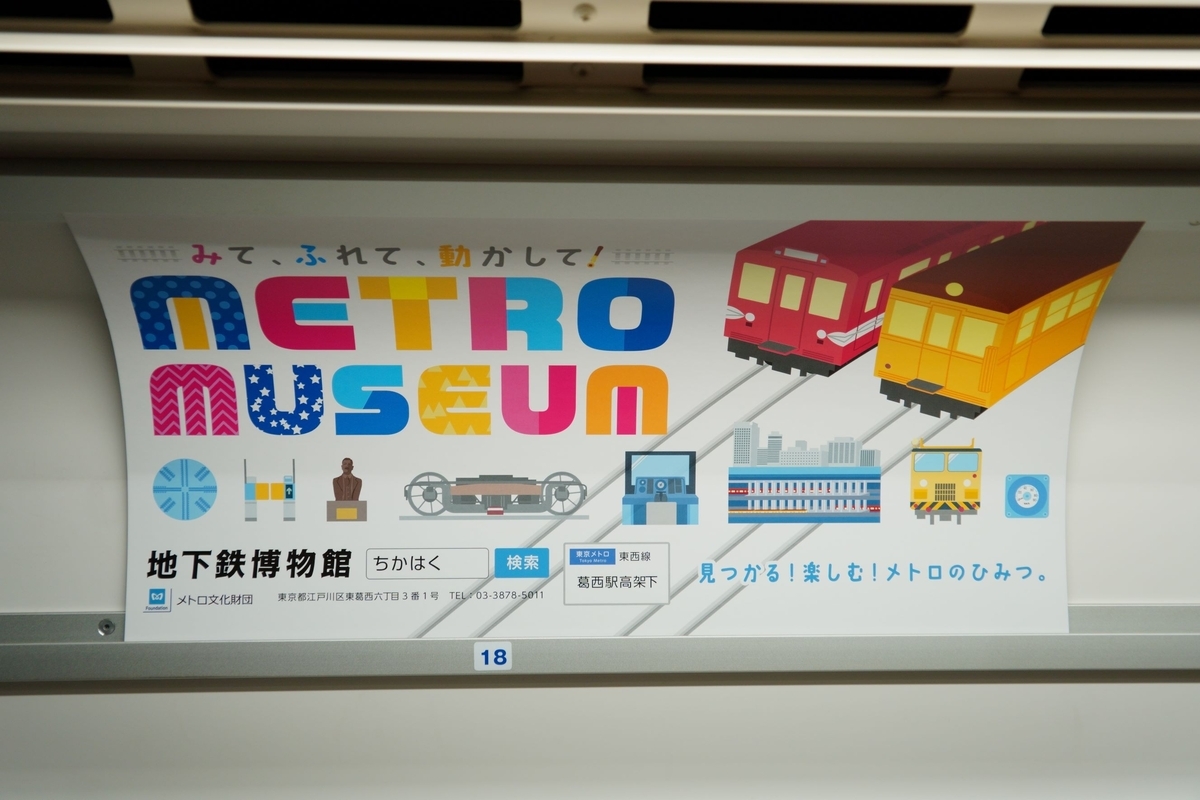 みて、ふれて、動かして!
METRO
MUSEUM
地下鉄博物館 ちかはく 検索
東京メトロ 東西線
Tokyo Metro
葛西駅高架下
見つかる!楽しむ!メトロのひみつ。
Foundation メトロ文化財団 東京都江戸川区東葛西六丁目3番1号 TEL:03-3878-5011
18